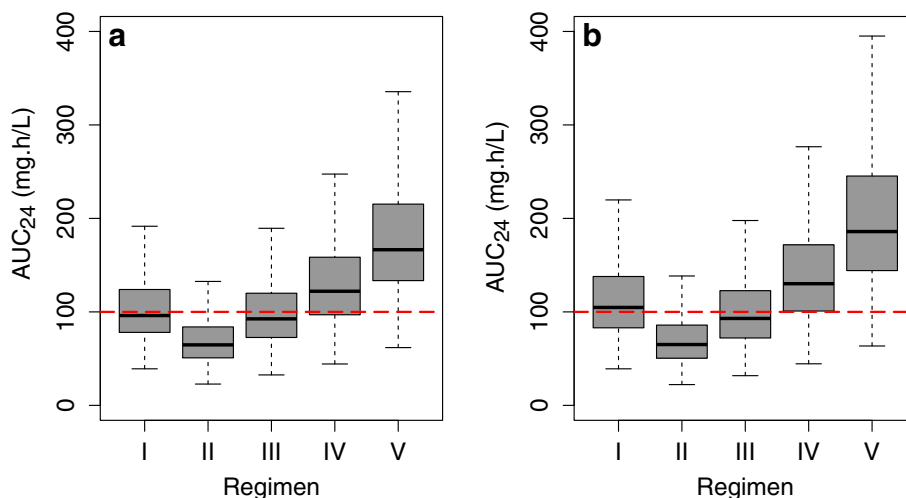 a
AUC24 (mg.h/L)
400
300
200
100
0
I II III IV V
Regimen
b
AUC24 (mg.h/L)
400
300
200
100
0
I II III IV V
Regimen